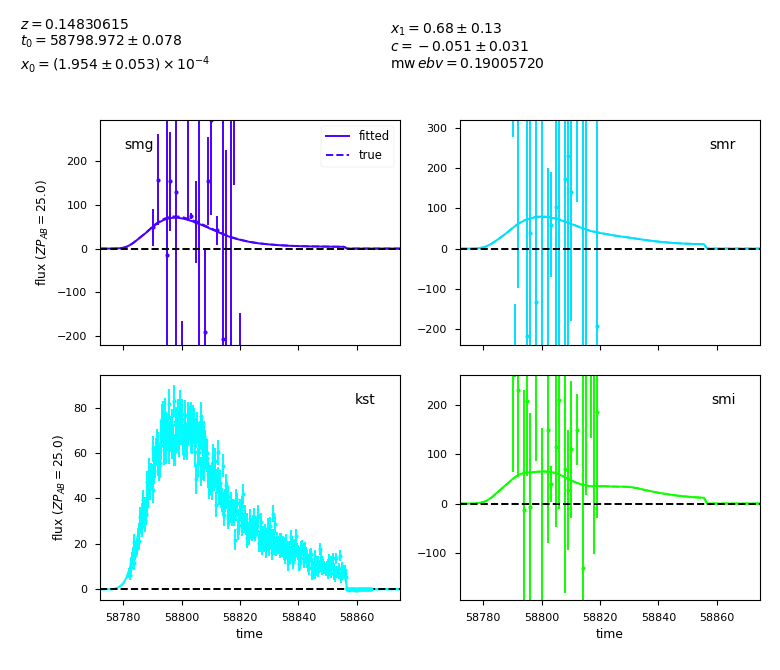 z = 0.14830615
t₀ = 58798.972 ± 0.078
x₀ = (1.954 ± 0.053) × 10⁻⁴
x₁ = 0.68 ± 0.13
c = −0.051 ± 0.031
mw ebv = 0.19005720
smg
fitted
true
200
100
0
−100
−200
flux (ZP_AB = 25.0)
smr
300
200
100
0
−100
−200
kst
80
60
40
20
0
flux (ZP_AB = 25.0)
58780 58800 58820 58840 58860
time
smi
200
100
0
−100
58780 58800 58820 58840 58860
time